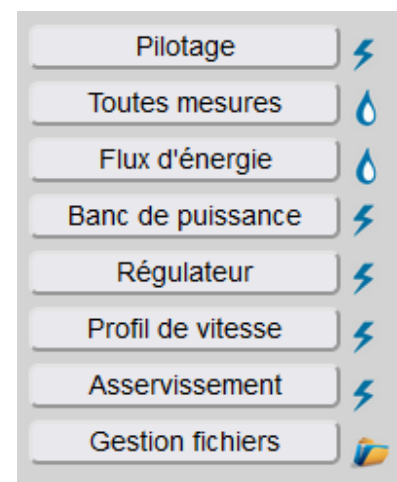 Pilotage
Toutes mesures
Flux d'énergie
Banc de puissance
Régulateur
Profil de vitesse
Asservissement
Gestion fichiers